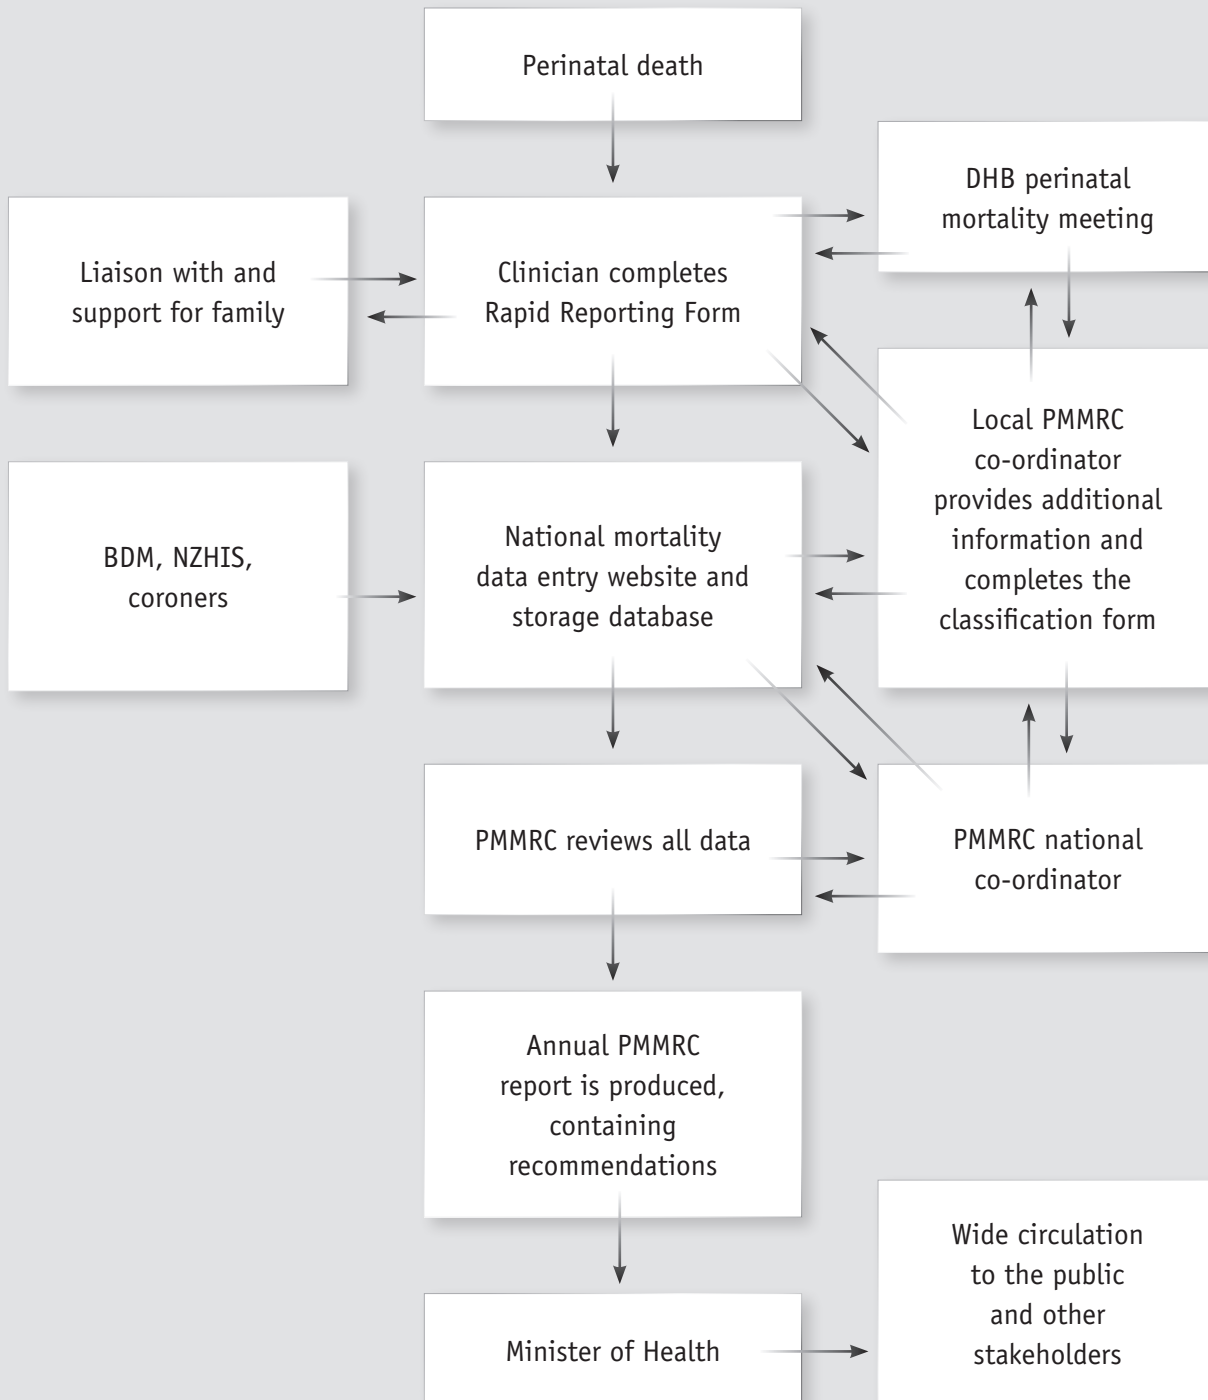 Perinatal death
DHB perinatal
mortality meeting
Liaison with and
support for family
Clinician completes
Rapid Reporting Form
Local PMMRC
co-ordinator
provides additional
information and
completes the
classification form
BDM, NZHIS,
coroners
National mortality
data entry website and
storage database
PMMRC reviews all data
PMMRC national
co-ordinator
Annual PMMRC
report is produced,
containing
recommendations
Wide circulation
to the public
and other
stakeholders
Minister of Health